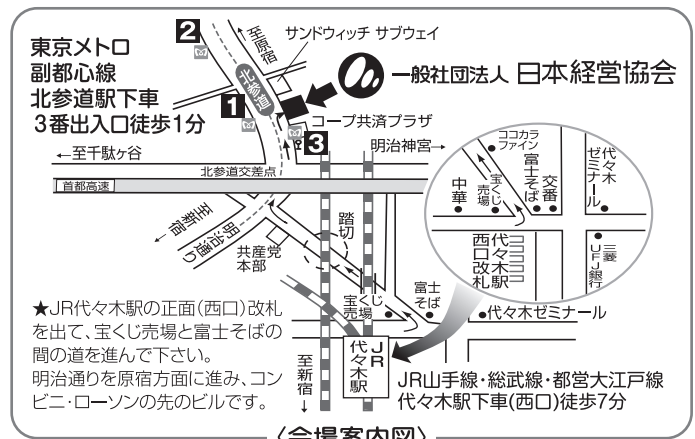 東京メトロ
副都心線
北参道駅下車
3番出入口徒歩1分
2
至原宿
サンドウィッチ サブウェイ
北参道
1
一般社団法人 日本経営協会
コープ共済プラザ
3
明治神宮→
←至千駄ヶ谷
北参道交差点
首都高速
至新宿
明治通り
共産党
本部
踏切
ココカラ
ファイン
中華
宝くじ
売場
富士そば
交番
代々木
ゼミナール
代々木駅
西口改札
三菱
UFJ銀行
★JR代々木駅の正面(西口)改札
を出て、宝くじ売場と富士そばの
間の道を進んで下さい。
明治通りを原宿方面に進み、コン
ビニ・ローソンの先のビルです。
宝くじ
売場
富士
そば
代々木ゼミナール
至新宿↓
JR
代々木駅
JR山手線・総武線・都営大江戸線
代々木駅下車(西口)徒歩7分
〈会場案内図〉